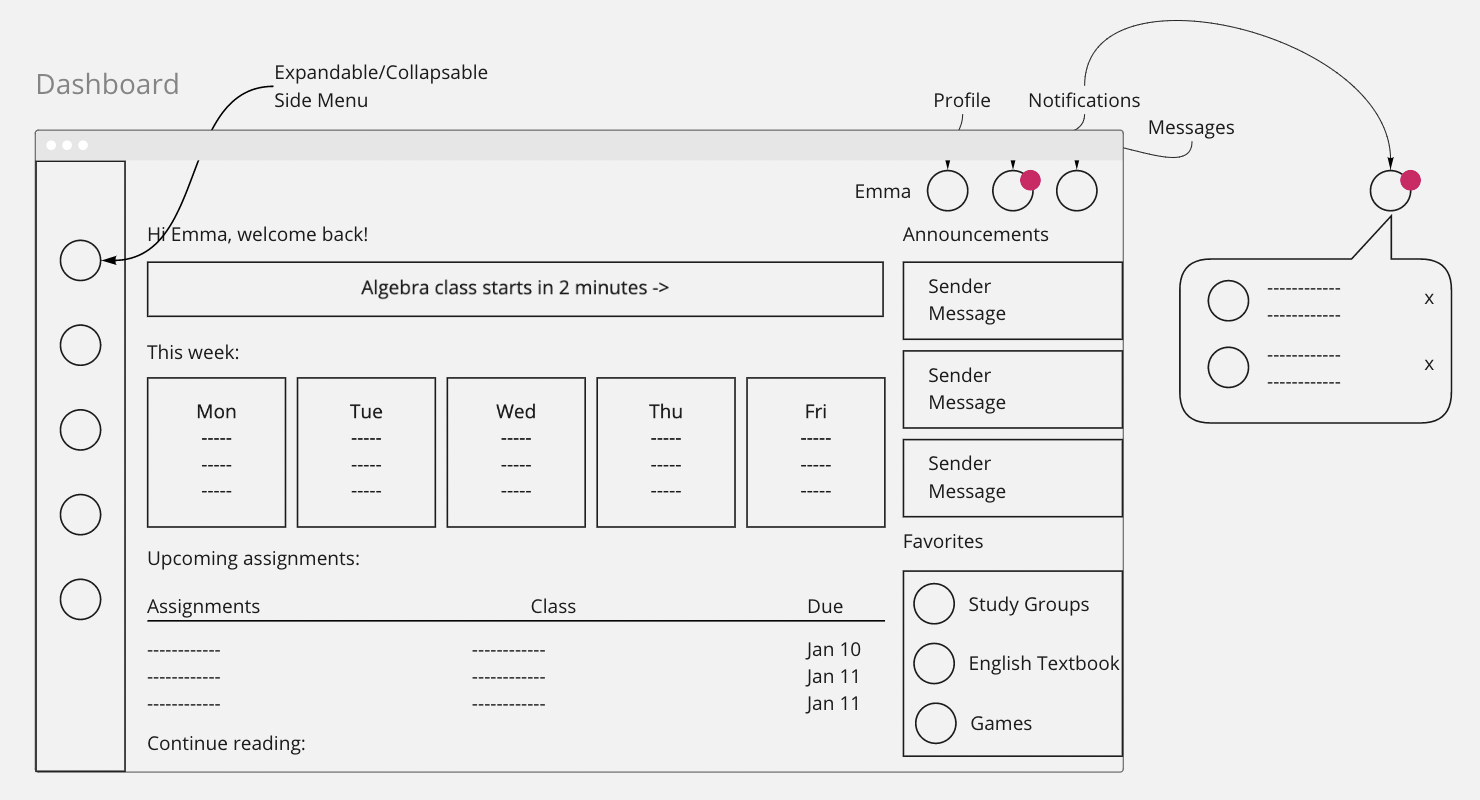 Dashboard
Expandable/Collapsable
Side Menu
Profile
Notifications
Messages
Emma
Hi Emma, welcome back!
Algebra class starts in 2 minutes ->
This week:
Mon
-----
-----
-----
Tue
-----
-----
-----
Wed
-----
-----
-----
Thu
-----
-----
-----
Fri
-----
-----
-----
Upcoming assignments:
Assignments Class Due
------------ ------------ Jan 10
------------ ------------ Jan 11
------------ ------------ Jan 11
Continue reading:
Announcements
Sender
Message
Sender
Message
Sender
Message
Favorites
Study Groups
English Textbook
Games
------------ x
------------
------------ x
------------